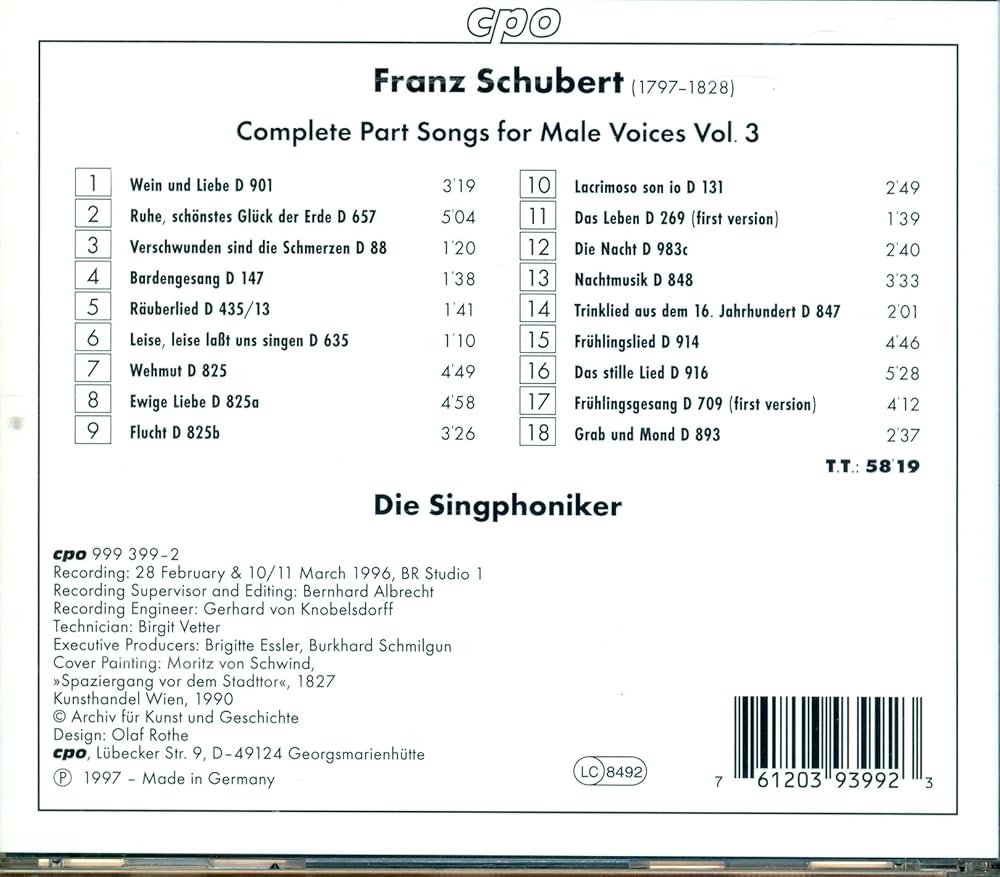 cpo
Franz Schubert (1797-1828)
Complete Part Songs for Male Voices Vol. 3
1 Wein und Liebe D 901 3'19
2 Ruhe, schönstes Glück der Erde D 657 5'04
3 Verschwunden sind die Schmerzen D 88 1'20
4 Bardengesang D 147 1'38
5 Räuberlied D 435/13 1'41
6 Leise, leise laßt uns singen D 635 1'10
7 Wehmut D 825 4'49
8 Ewige Liebe D 825a 4'58
9 Flucht D 825b 3'26
10 Lacrimoso son io D 131 2'49
11 Das Leben D 269 (first version) 1'39
12 Die Nacht D 983c 2'40
13 Nachtmusik D 848 3'33
14 Trinklied aus dem 16. Jahrhundert D 847 2'01
15 Frühlingslied D 914 4'46
16 Das stille Lied D 916 5'28
17 Frühlingsgesang D 709 (first version) 4'12
18 Grab und Mond D 893 2'37
T.T.: 58'19
Die Singphoniker
cpo 999 399-2
Recording: 28 February & 10/11 March 1996, BR Studio 1
Recording Supervisor and Editing: Bernhard Albrecht
Recording Engineer: Gerhard von Knobelsdorff
Technician: Birgit Vetter
Executive Producers: Brigitte Essler, Burkhard Schmilgun
Cover Painting: Moritz von Schwind,
»Spaziergang vor dem Stadttor«, 1827
Kunsthandel Wien, 1990
© Archiv für Kunst und Geschichte
Design: Olaf Rothe
cpo, Lübecker Str. 9, D-49124 Georgsmarienhütte
℗ 1997 - Made in Germany
LC 8492
7 61203 93992 3